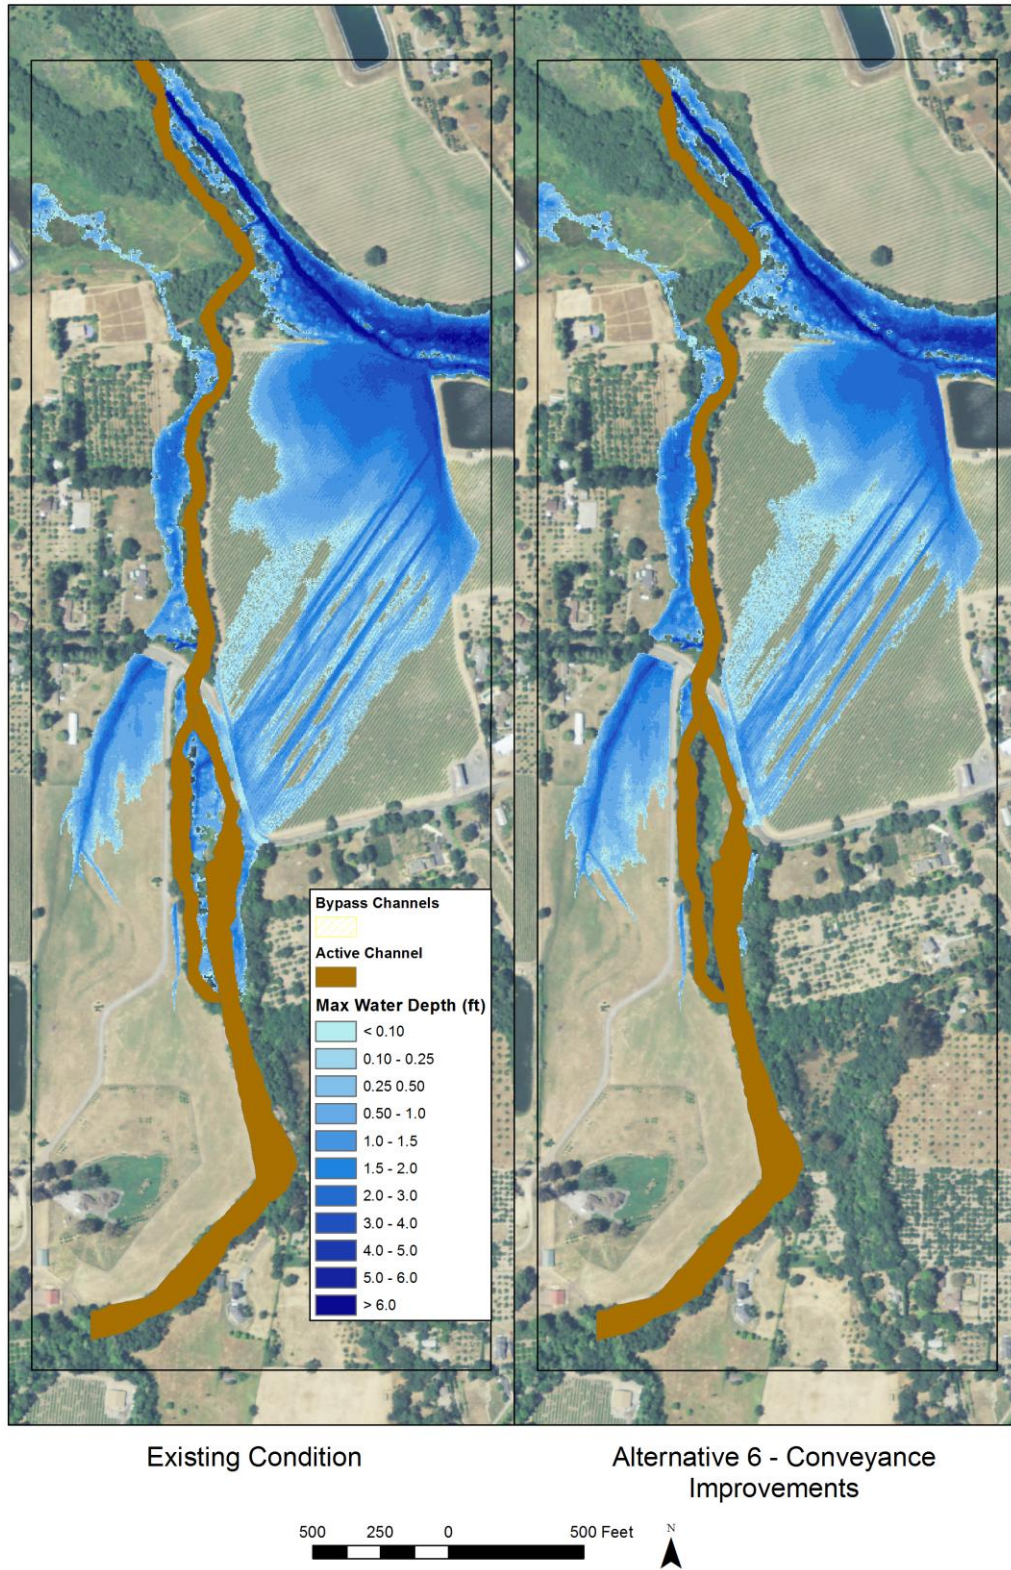 Bypass Channels
Active Channel
Max Water Depth (ft)
< 0.10
0.10 - 0.25
0.25 0.50
0.50 - 1.0
1.0 - 1.5
1.5 - 2.0
2.0 - 3.0
3.0 - 4.0
4.0 - 5.0
5.0 - 6.0
> 6.0
Existing Condition
Alternative 6 - Conveyance
Improvements
500 250 0 500 Feet
N